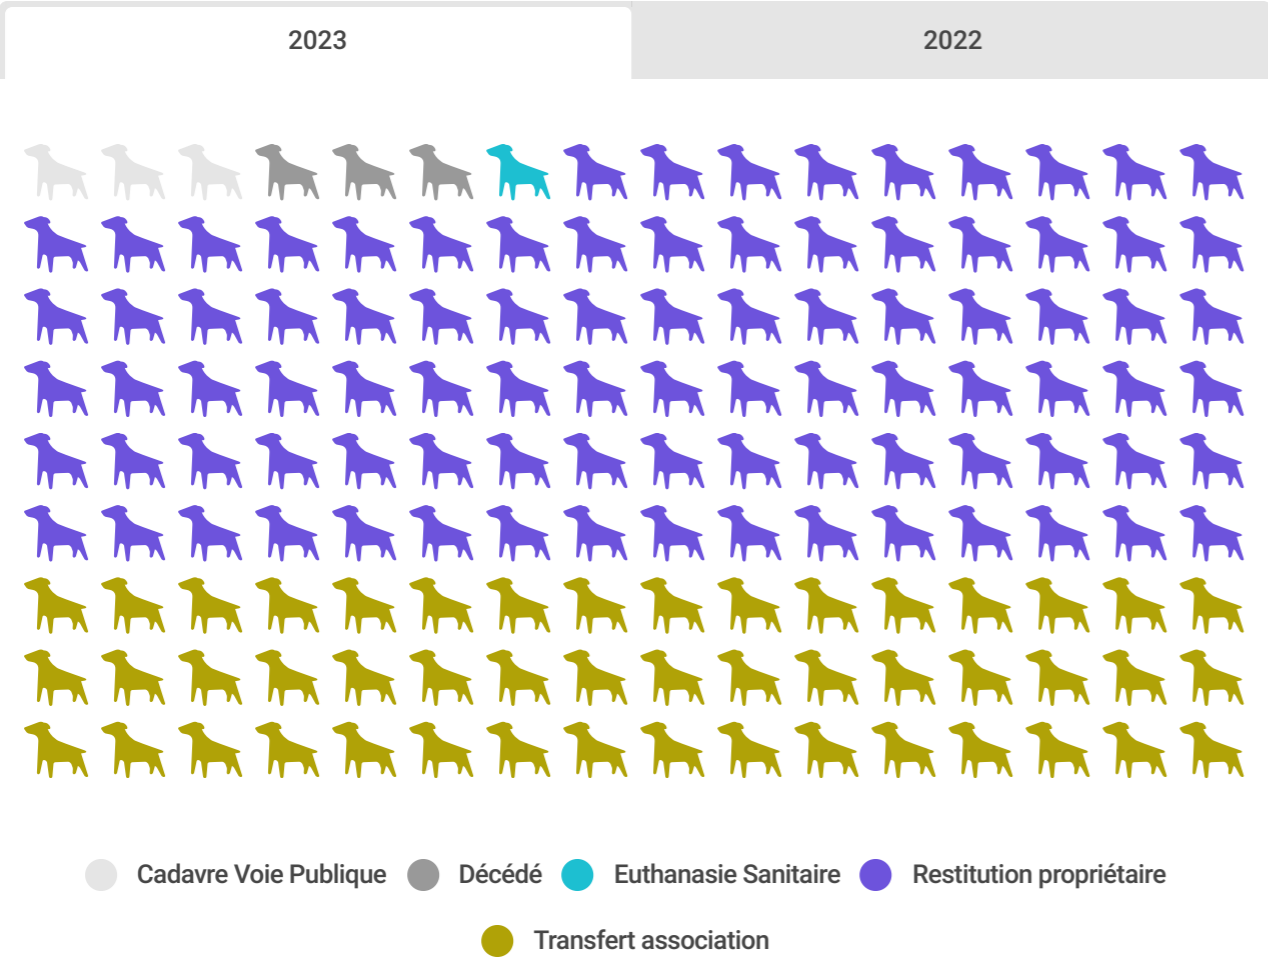 2023 2022
Cadavre Voie Publique Décédé Euthanasie Sanitaire Restitution propriétaire
Transfert association